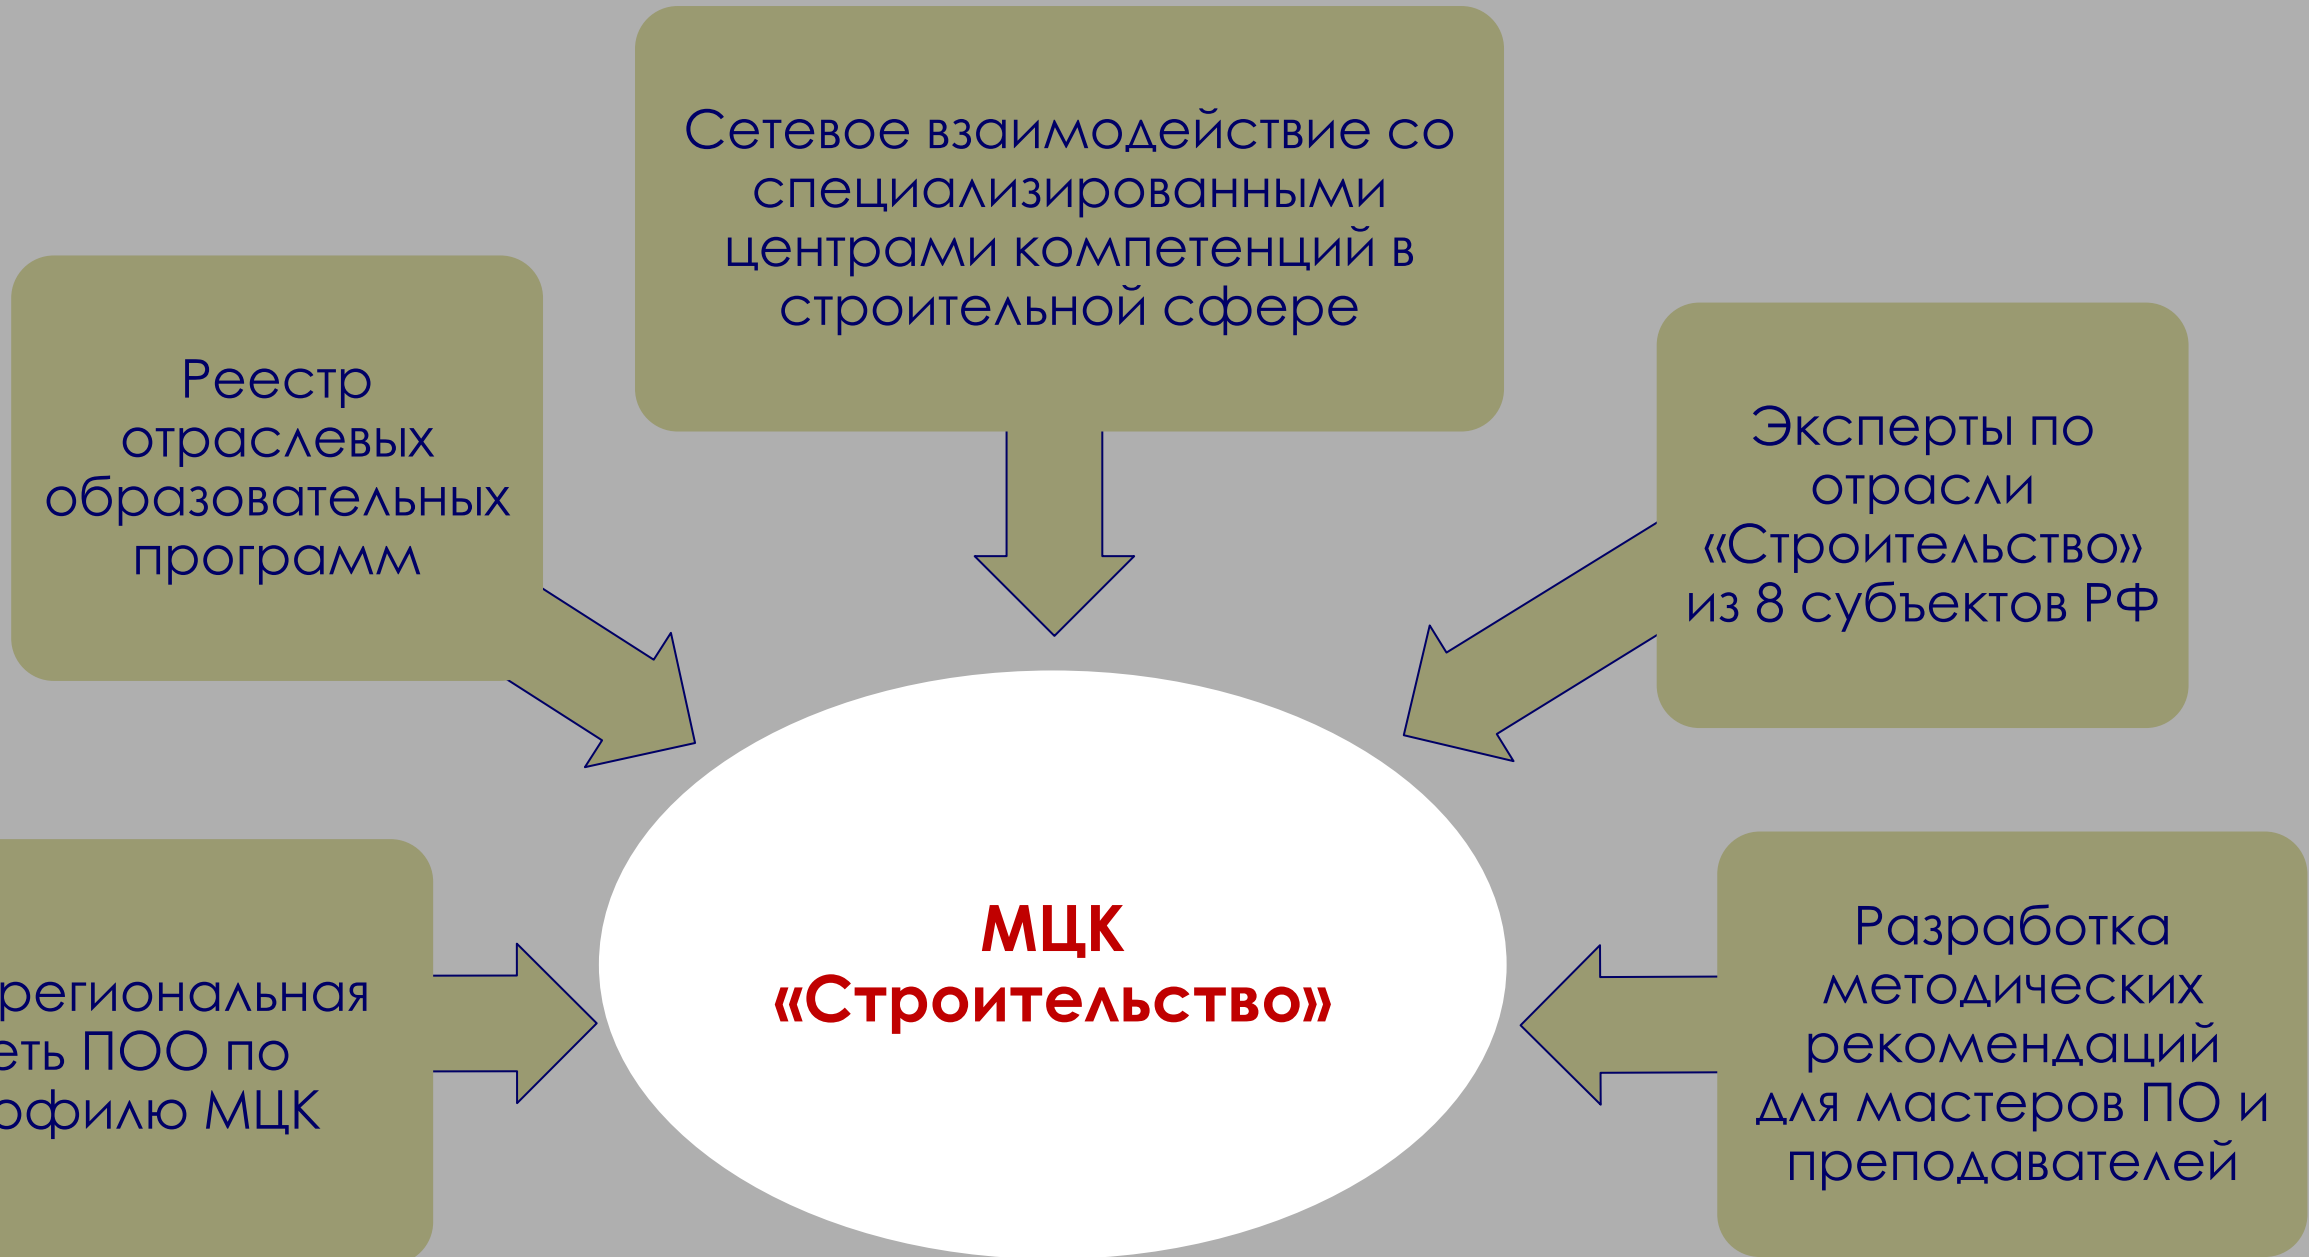 Сетевое взаимодействие со
специализированными
центрами компетенций в
строительной сфере
Реестр
отраслевых
образовательных
программ
Эксперты по
отрасли
«Строительство»
из 8 субъектов РФ
МЦК
«Строительство»
региональная
ПОО по
МЦК
Разработка
методических
рекомендаций
для мастеров ПО и
преподавателей